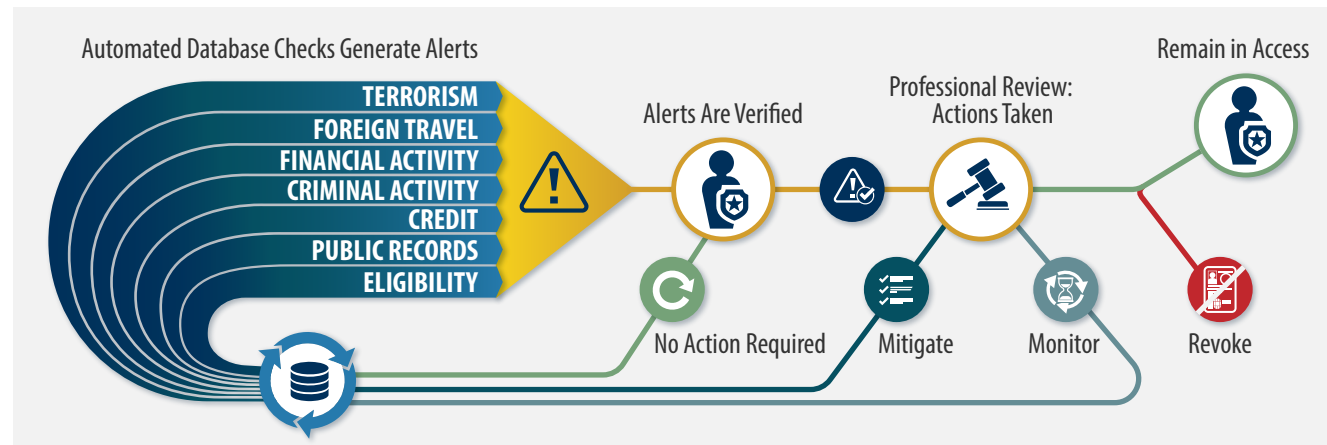 Automated Database Checks Generate Alerts
TERRORISM
FOREIGN TRAVEL
FINANCIAL ACTIVITY
CRIMINAL ACTIVITY
CREDIT
PUBLIC RECORDS
ELIGIBILITY
Alerts Are Verified
Professional Review:
Actions Taken
Remain in Access
No Action Required
Mitigate
Monitor
Revoke